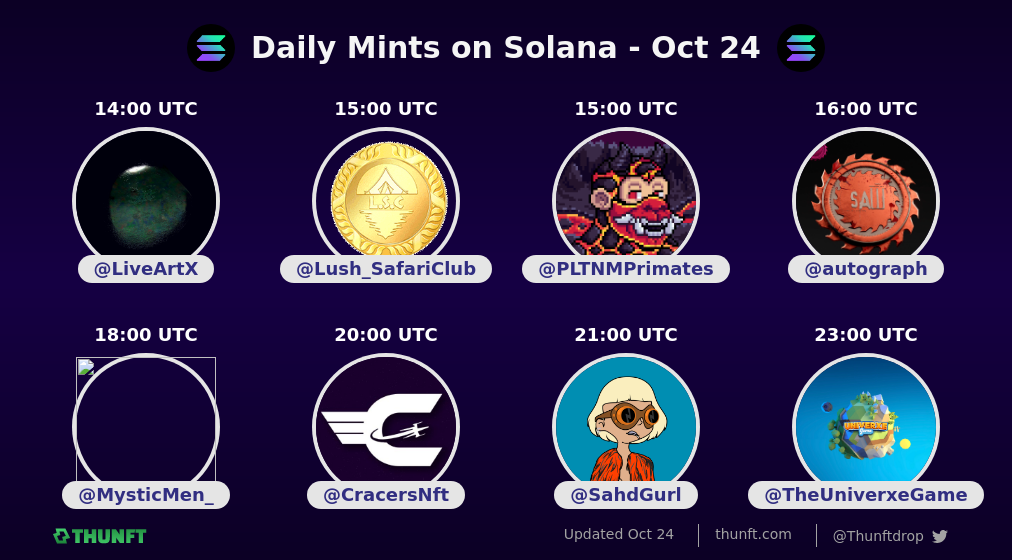 Daily Mints on Solana - Oct 24
14:00 UTC
15:00 UTC
15:00 UTC
16:00 UTC
L.S.C
SAW
@LiveArtX
@Lush_SafariClub
@PLTNMPrimates
@autograph
18:00 UTC
20:00 UTC
21:00 UTC
23:00 UTC
UNIVERXE
@MysticMen_
@CracersNft
@SahdGurl
@TheUniverxeGame
THUNFT
Updated Oct 24
thunft.com
@Thunftdrop